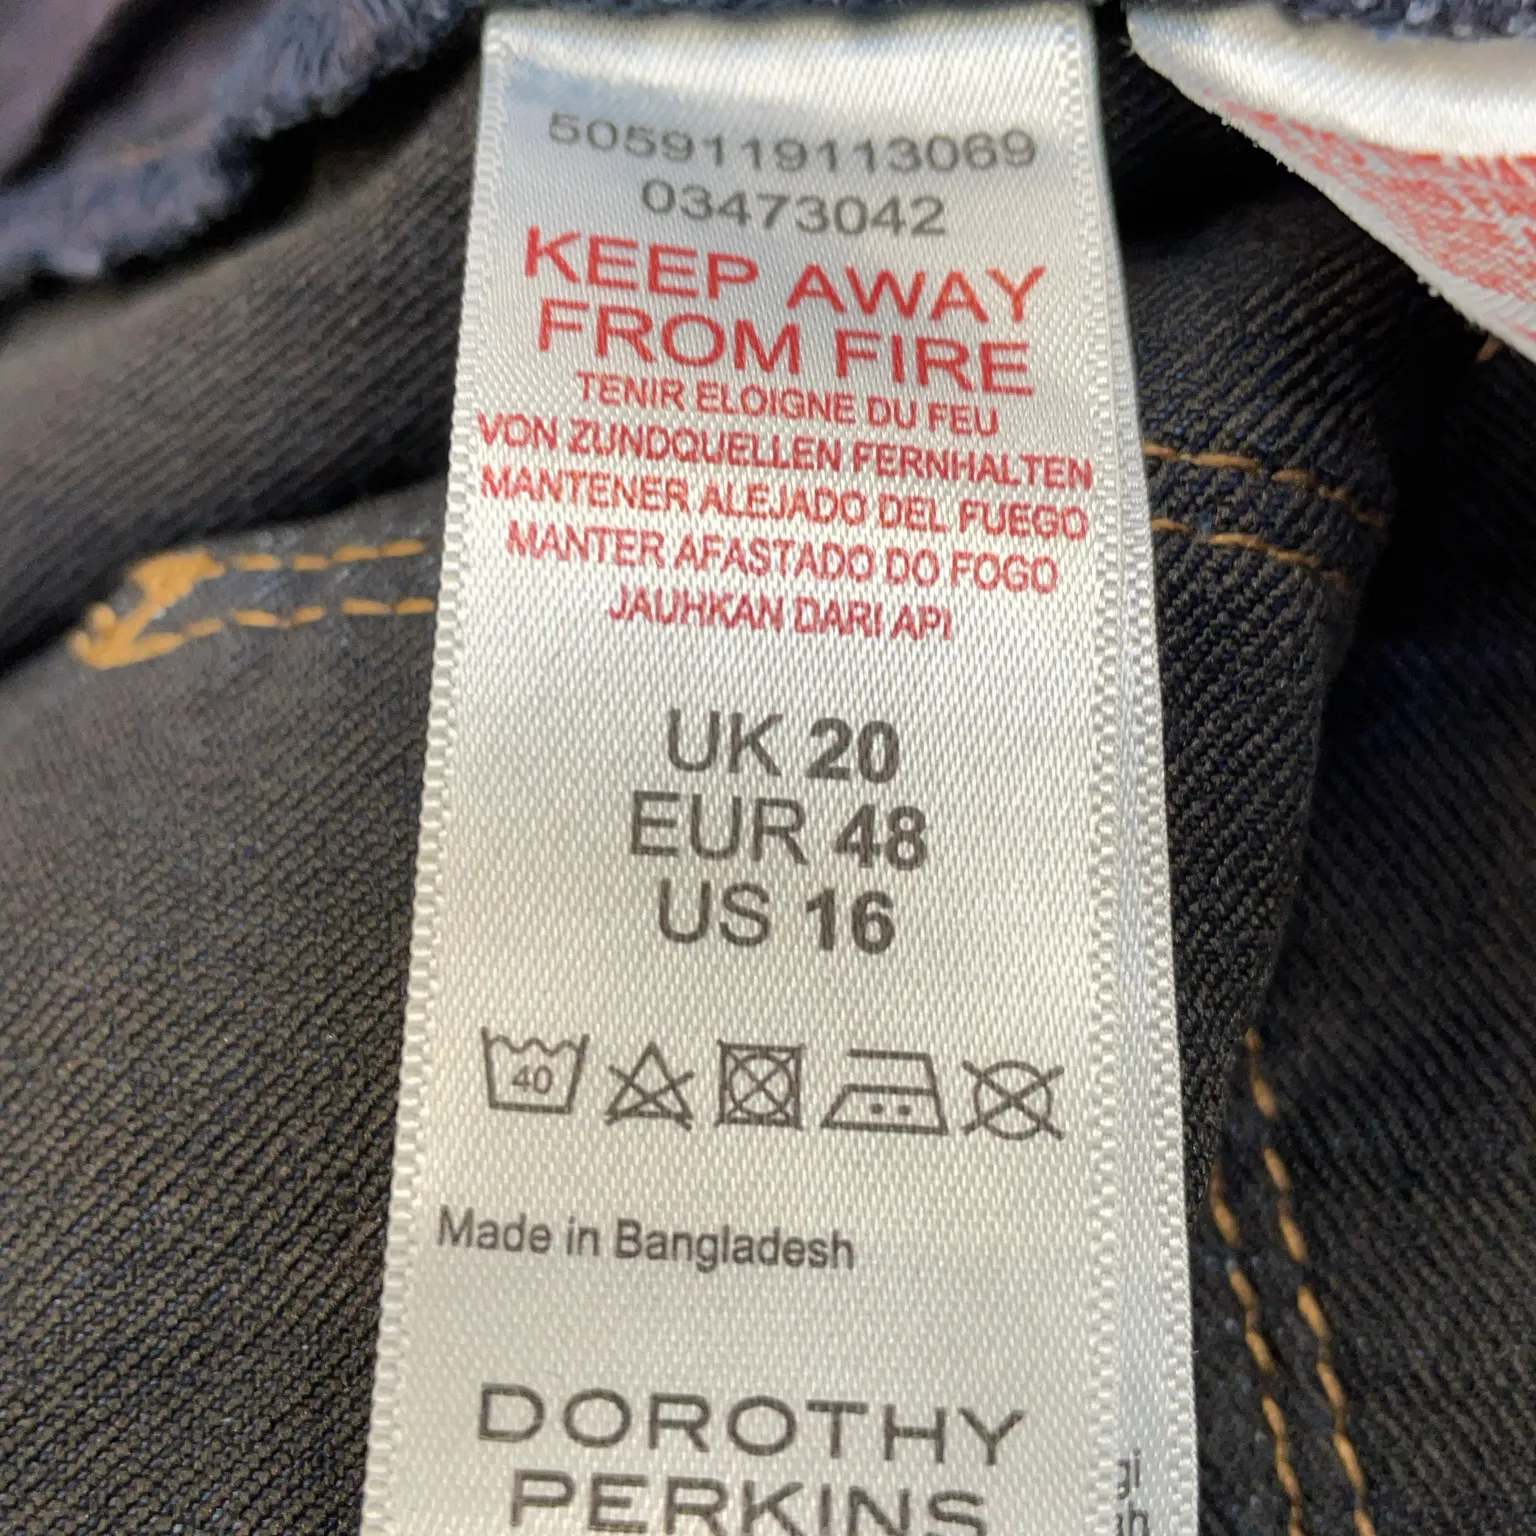 5059119113069
03473042
KEEP AWAY
FROM FIRE
TENIR ELOIGNE DU FEU
VON ZUNDQUELLEN FERNHALTEN
MANTENER ALEJADO DEL FUEGO
MANTER AFASTADO DO FOGO
JAUHKAN DARI API
UK 20
EUR 48
US 16
40
Made in Bangladesh
DOROTHY
PERKINS